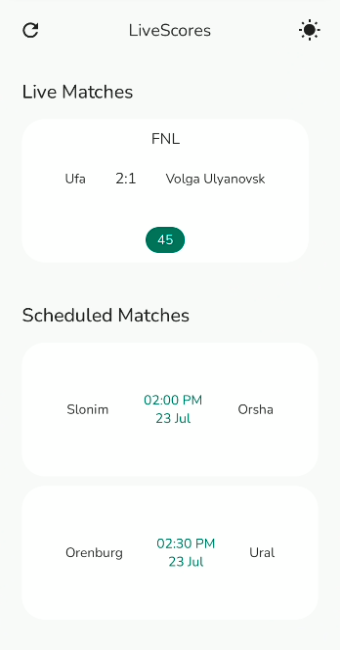 LiveScores
Live Matches
FNL
Ufa 2:1 Volga Ulyanovsk
45
Scheduled Matches
02:00 PM
Slonim Orsha
23 Jul
02:30 PM
Orenburg Ural
23 Jul